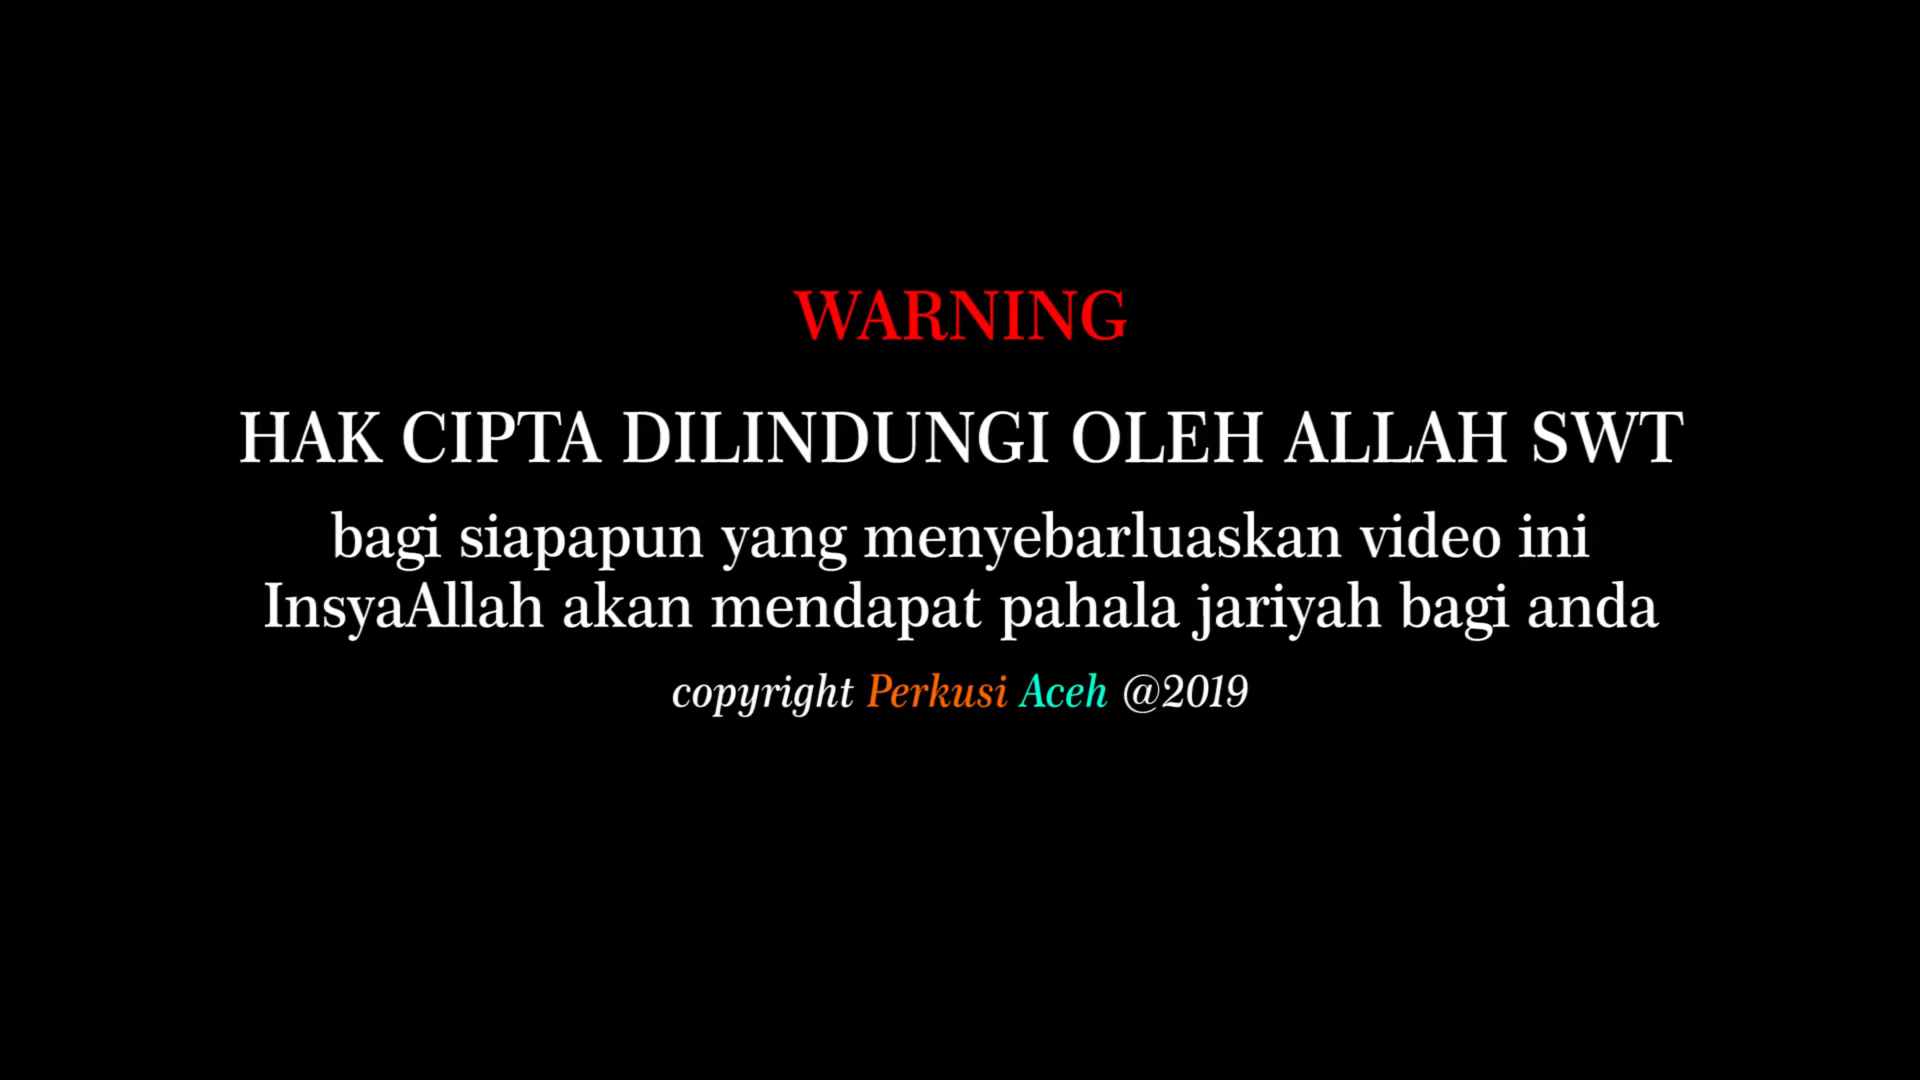 WARNING
HAK CIPTA DILINDUNGI OLEH ALLAH SWT
bagi siapapun yang menyebarluaskan video ini
InsyaAllah akan mendapat pahala jariyah bagi anda
copyright Perkusi Aceh @2019